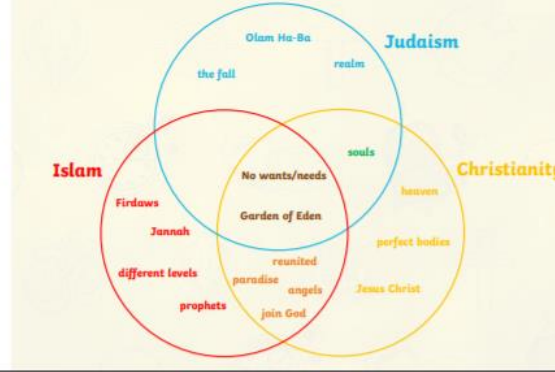 Olam Ha-Ba
Judaism
the fall
realm
souls
Islam
No wants/needs
Christianity
Firdaws
heaven
Garden of Eden
Jannah
perfect bodies
reunited
different levels
paradise
angels
Jesus Christ
prophets
join God